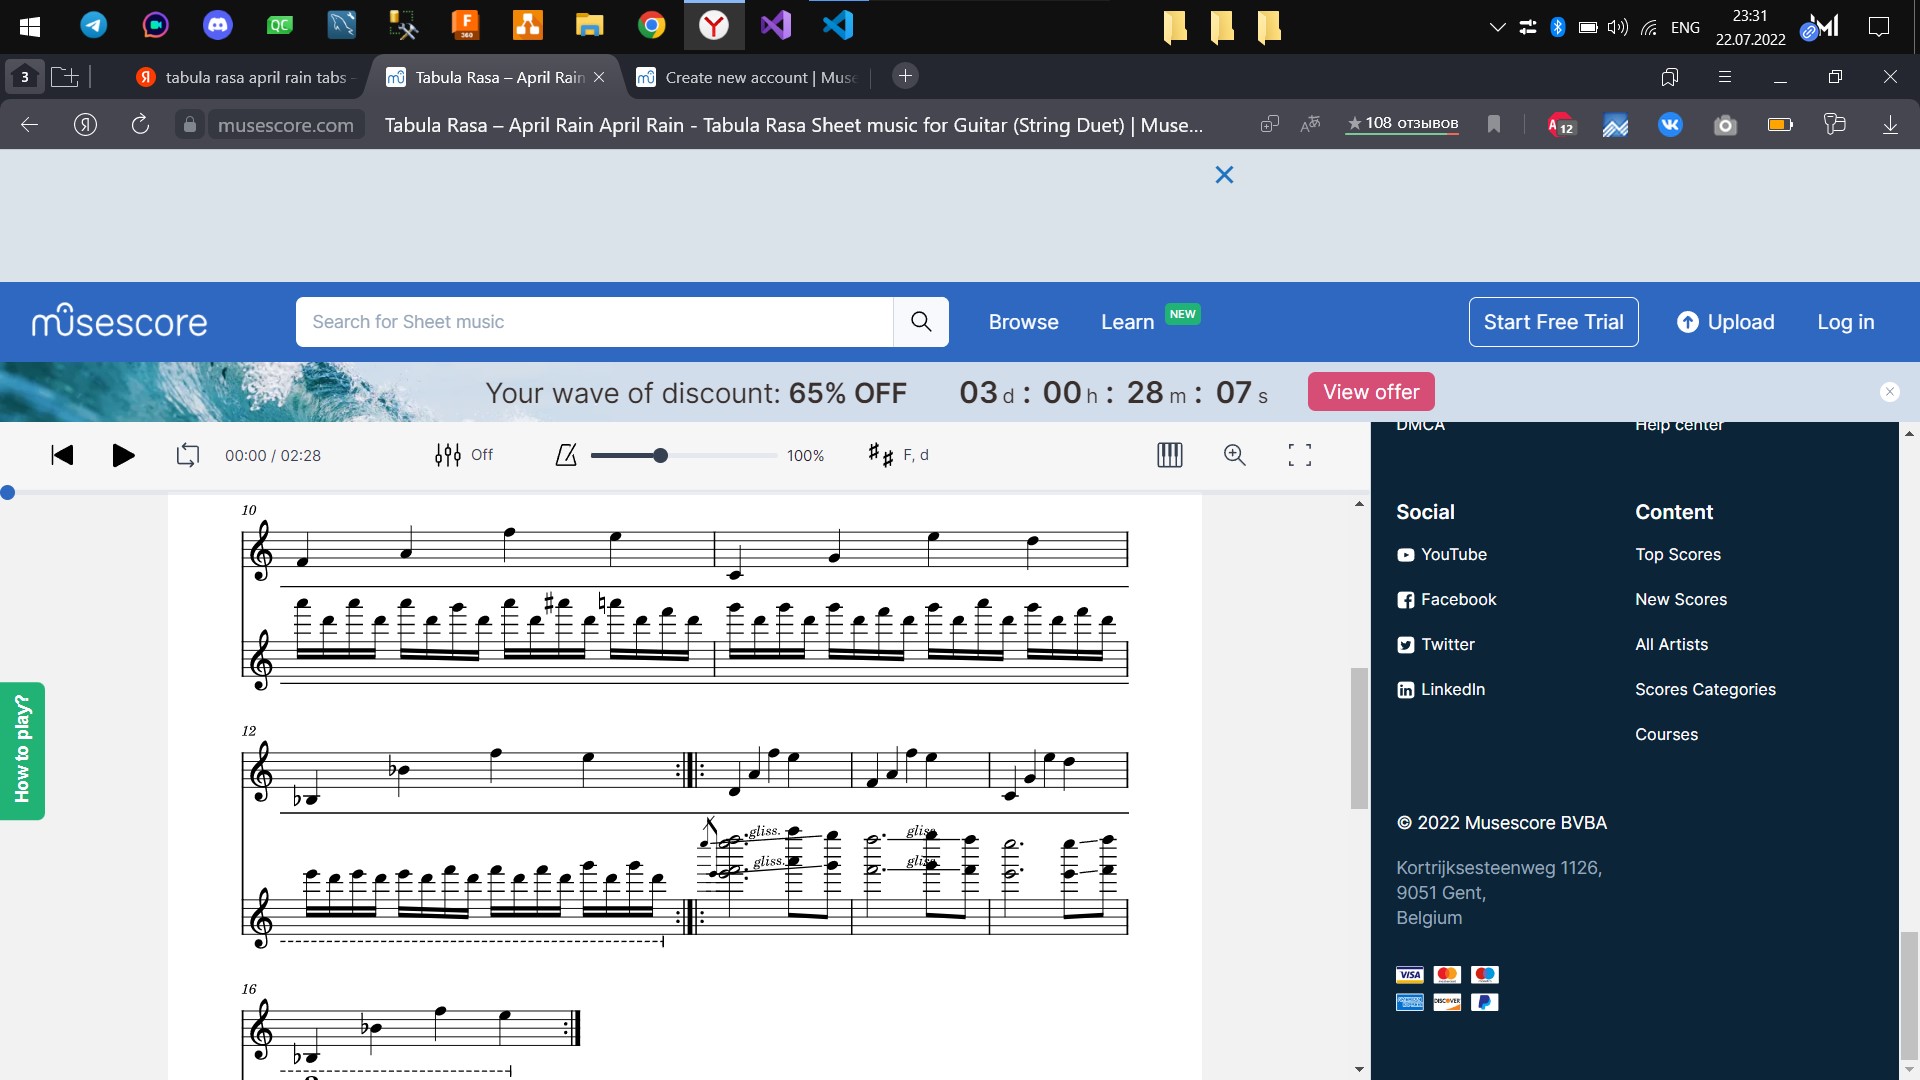 QC
F
360
ENG
23:31
22.07.2022
3
tabula rasa april rain tabs
Tabula Rasa – April Rain
Create new account | Muse
musescore.com
Tabula Rasa – April Rain April Rain - Tabula Rasa Sheet music for Guitar (String Duet) | Muse...
★108 отзывов
12
musescore
Search for Sheet music
Browse
Learn
NEW
Start Free Trial
Upload
Log in
Your wave of discount: 65% OFF
03 d : 00 h : 28 m : 07 s
View offer
00:00 / 02:28
Off
100%
F, d
DMCA
Help center
10
12
gliss.
gliss.
gliss.
gliss.
16
How to play?
Social
YouTube
Facebook
Twitter
LinkedIn
Content
Top Scores
New Scores
All Artists
Scores Categories
Courses
© 2022 Musescore BVBA
Kortrijksesteenweg 1126,
9051 Gent,
Belgium
VISA
DISCOVER